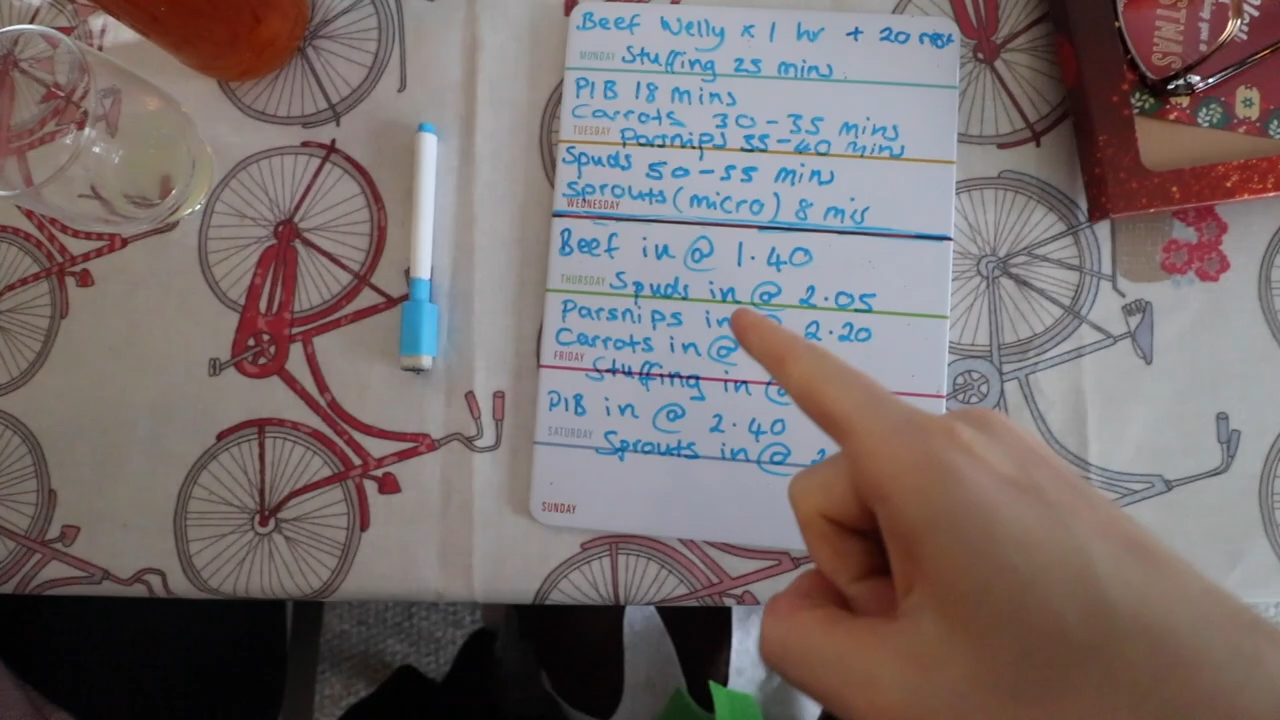 Beef Welly x 1 hr + 20 rest
MONDAY Stuffing 25 min
PIB 18 mins
Carrots 30-35 mins
TUESDAY Parsnips 35-40 mins
Spuds 50-55 min
Sprouts (micro) 8 mis
WEDNESDAY
Beef in @ 1.40
THURSDAY Spuds in @ 2.05
Parsnips in @ 2.20
Carrots in @
FRIDAY
Stuffing in @
PIB in @ 2.40
SATURDAY Sprouts in @ 2
SUNDAY